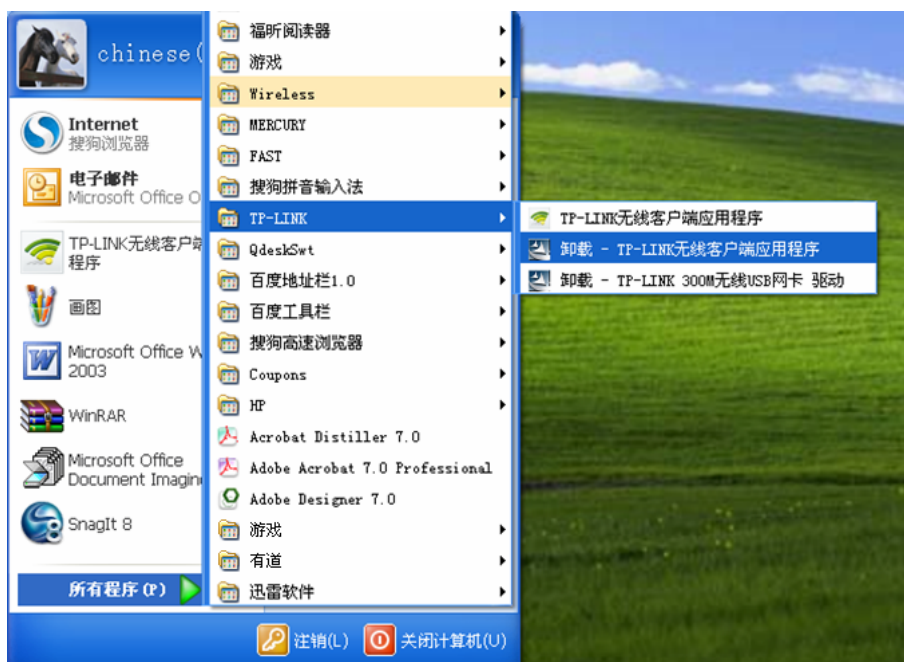 chinese(
Internet
搜狗浏览器
电子邮件
Microsoft Office O
TP-LINK无线客户端
程序
画图
Microsoft Office W
2003
WinRAR
Microsoft Office
Document Imagin
SnagIt 8
所有程序(P)
福昕阅读器
游戏
Wireless
MERCURY
FAST
搜狗拼音输入法
TP-LINK
QdeskSwt
百度地址栏1.0
百度工具栏
搜狗高速浏览器
Coupons
HP
Acrobat Distiller 7.0
Adobe Acrobat 7.0 Professional
Adobe Designer 7.0
游戏
有道
迅雷软件
TP-LINK无线客户端应用程序
卸载 - TP-LINK无线客户端应用程序
卸载 - TP-LINK 300M无线USB网卡 驱动
注销(L)
关闭计算机(U)